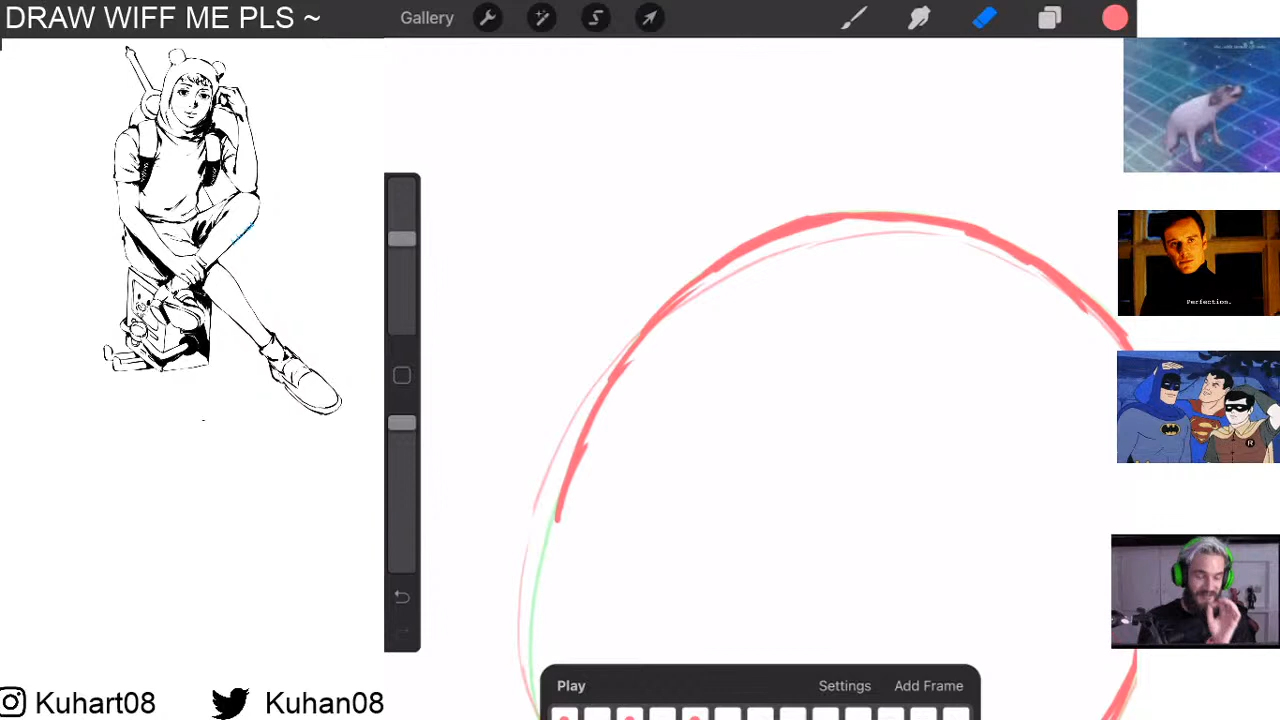 DRAW WIFF ME PLS ~
Gallery
Perfection.
R
Play
Settings
Add Frame
Kuhart08
Kuhan08